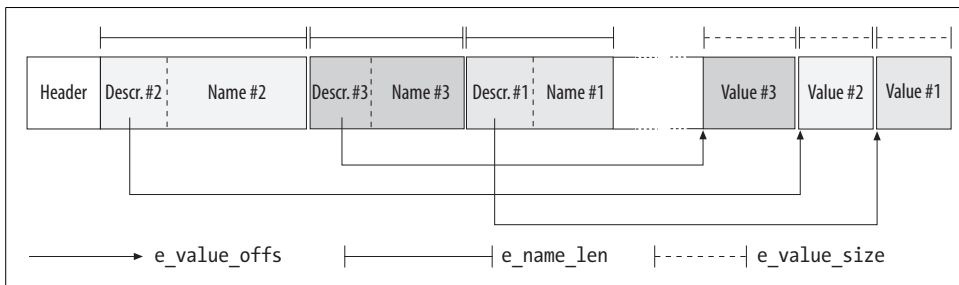 Header Descr. #2 Name #2 Descr. #3 Name #3 Descr. #1 Name #1 Value #3 Value #2 Value #1
e_value_offs e_name_len e_value_size